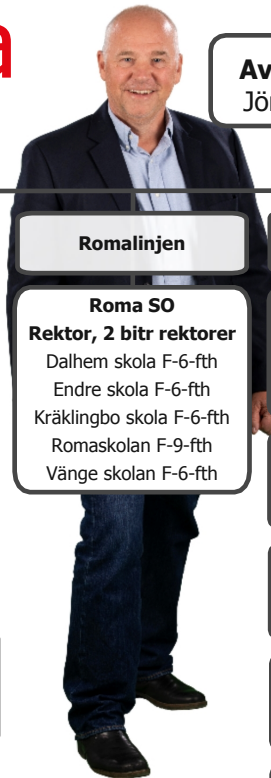 a
Av
Jör
Romalinjen
Roma SO
Rektor, 2 bitr rektorer
Dalhem skola F-6-fth
Endre skola F-6-fth
Kräklingbo skola F-6-fth
Romaskolan F-9-fth
Vänge skolan F-6-fth